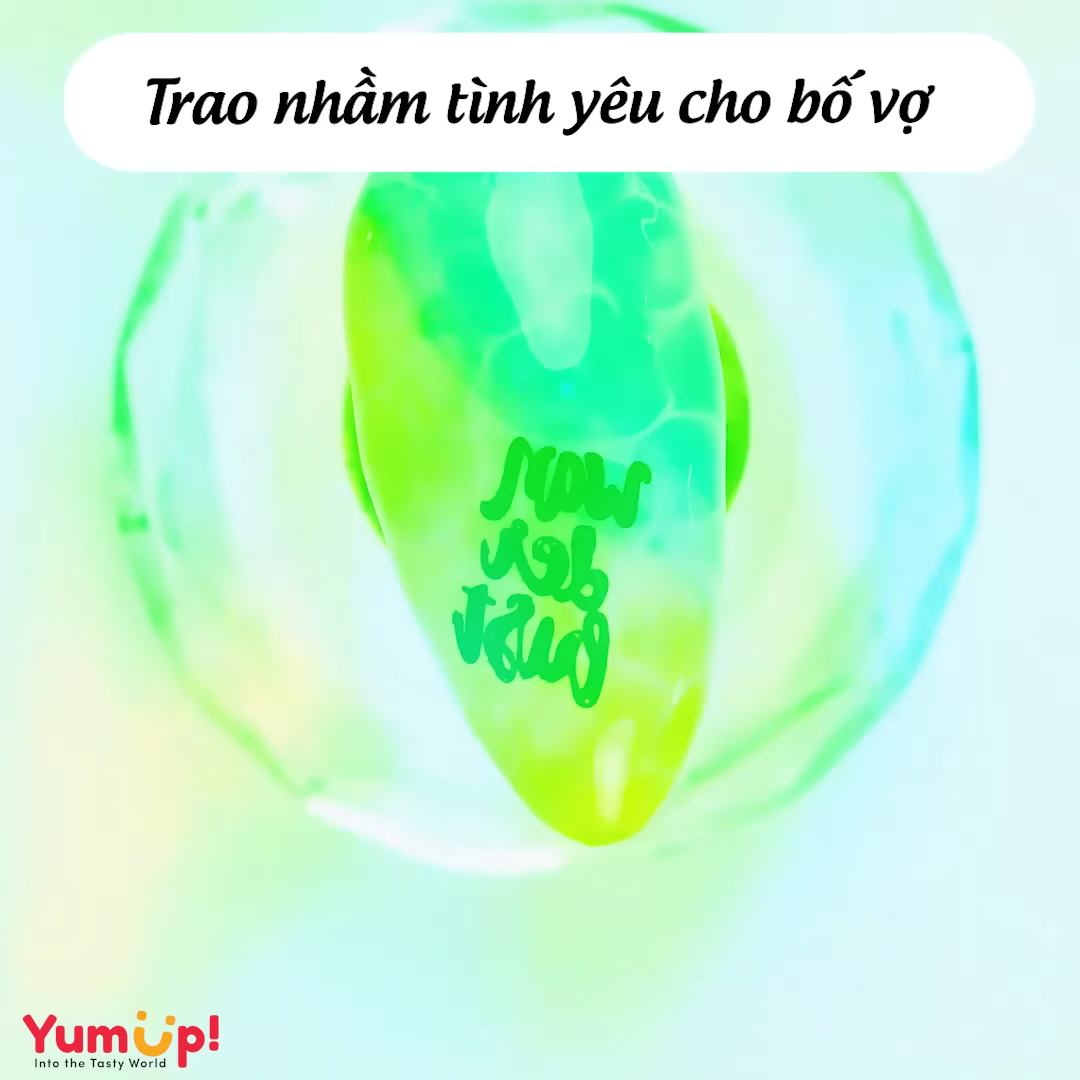 Trao nhầm tình yêu cho bố vợ
YumUp!
Into the Tasty World